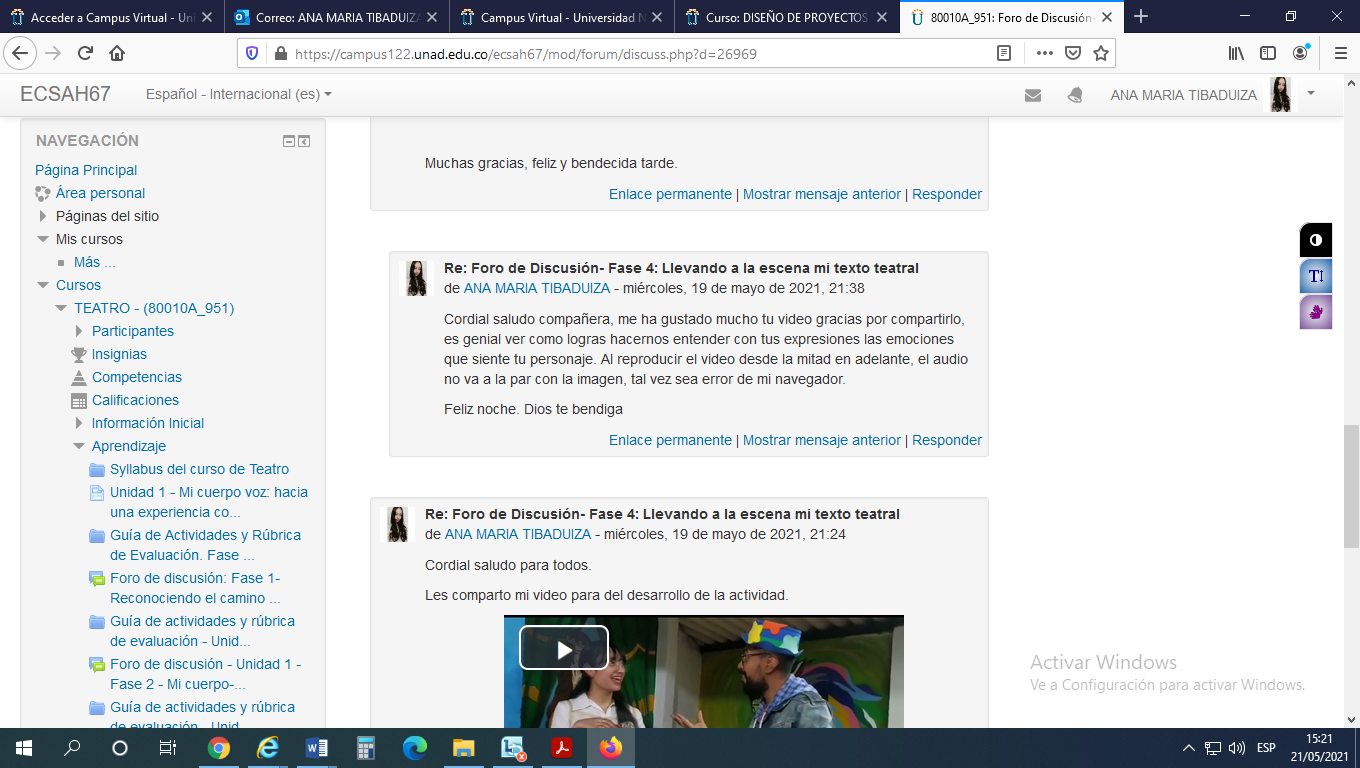 Acceder a Campus Virtual - Uni
Correo: ANA MARIA TIBADUIZA
Campus Virtual - Universidad N
Curso: DISEÑO DE PROYECTOS
80010A_951: Foro de Discusión-
https://campus122.unad.edu.co/ecsah67/mod/forum/discuss.php?d=26969
ECSAH67
Español - Internacional (es)
ANA MARIA TIBADUIZA
NAVEGACIÓN
Página Principal
Área personal
Páginas del sitio
Mis cursos
Más ...
Cursos
TEATRO - (80010A_951)
Participantes
Insignias
Competencias
Calificaciones
Información Inicial
Aprendizaje
Syllabus del curso de Teatro
Unidad 1 - Mi cuerpo voz: hacia
una experiencia co...
Guía de Actividades y Rúbrica
de Evaluación. Fase ...
Foro de discusión: Fase 1-
Reconociendo el camino ...
Guía de actividades y rúbrica
de evaluación - Unid...
Foro de discusión - Unidad 1 -
Fase 2 - Mi cuerpo-...
Guía de actividades y rúbrica
de evaluación - Unid...
Muchas gracias, feliz y bendecida tarde.
Enlace permanente | Mostrar mensaje anterior | Responder
Re: Foro de Discusión- Fase 4: Llevando a la escena mi texto teatral
de ANA MARIA TIBADUIZA - miércoles, 19 de mayo de 2021, 21:38
Cordial saludo compañera, me ha gustado mucho tu video gracias por compartirlo,
es genial ver como logras hacernos entender con tus expresiones las emociones
que siente tu personaje. Al reproducir el video desde la mitad en adelante, el audio
no va a la par con la imagen, tal vez sea error de mi navegador.
Feliz noche. Dios te bendiga
Enlace permanente | Mostrar mensaje anterior | Responder
Re: Foro de Discusión- Fase 4: Llevando a la escena mi texto teatral
de ANA MARIA TIBADUIZA - miércoles, 19 de mayo de 2021, 21:24
Cordial saludo para todos.
Les comparto mi video para del desarrollo de la actividad.
T
Activar Windows
Ve a Configuración para activar Windows.
ESP
15:21
21/05/2021